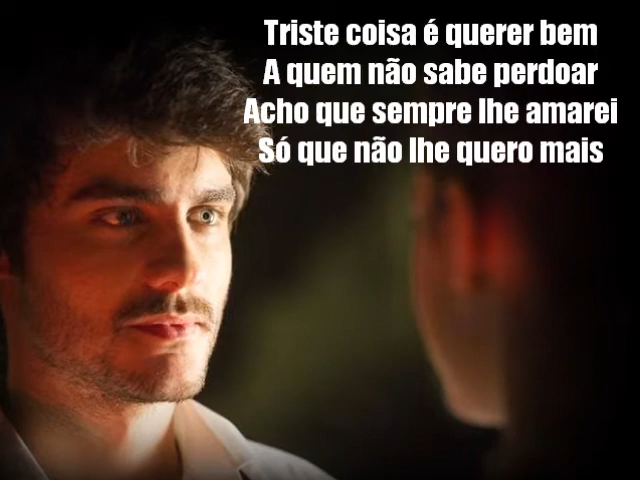 Triste coisa é querer bem
A quem não sabe perdoar
Acho que sempre lhe amarei
Só que não lhe quero mais